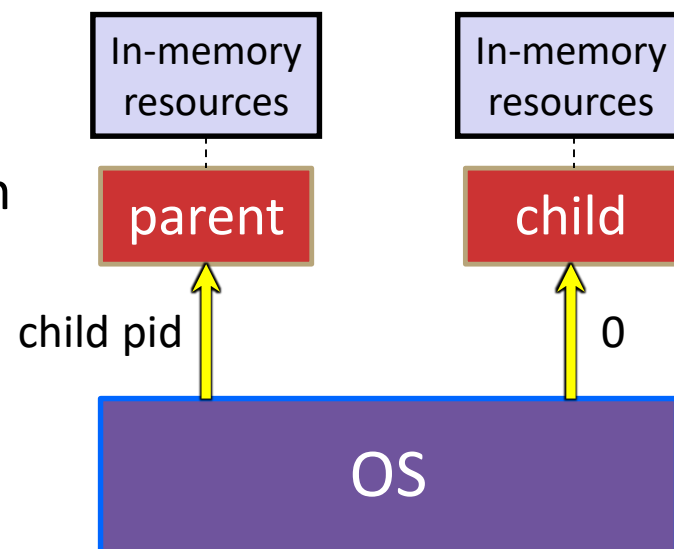 In-memory
resources
In-memory
resources
parent
child
child pid
0
OS